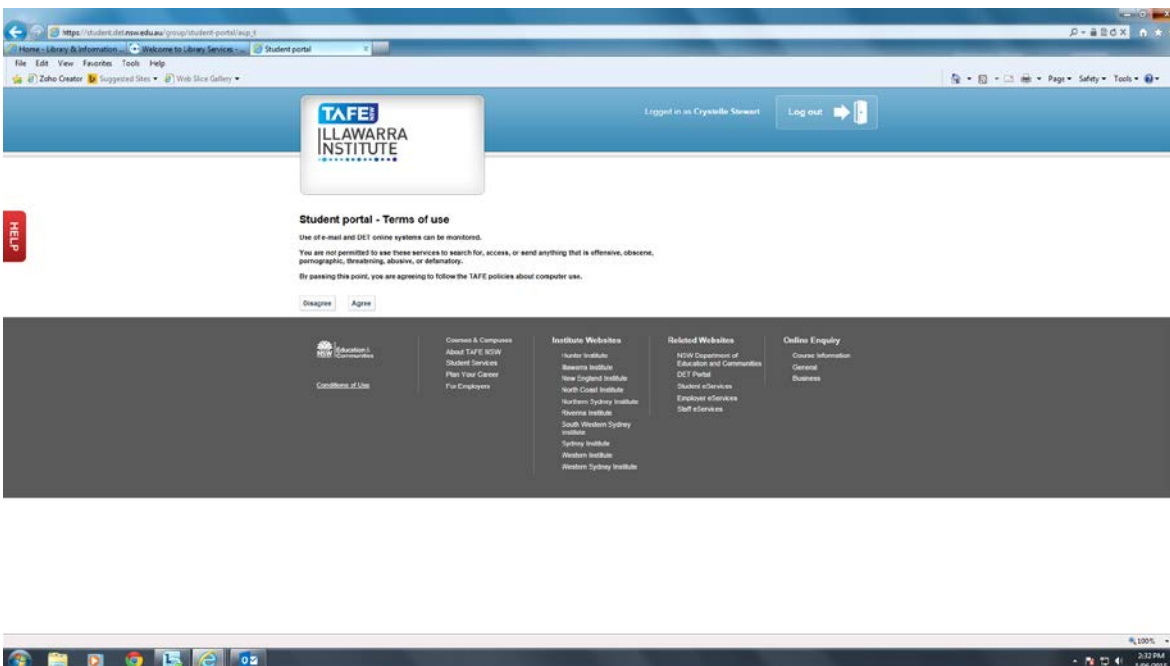 https://student.det.nsw.edu.au/group/student-portal/aup_t
Home - Library & Information ...
Welcome to Library Services - ...
Student portal
x
File Edit View Favorites Tools Help
Zoho Creator
Suggested Sites
Web Slice Gallery
Page Safety Tools
TAFE NSW
ILLAWARRA
INSTITUTE
Logged in as Crystelle Stewart
Log out
HELP
Student portal - Terms of use
Use of e-mail and DET online systems can be monitored.
You are not permitted to use these services to search for, access, or send anything that is offensive, obscene,
pornographic, threatening, abusive, or defamatory.
By passing this point, you are agreeing to follow the TAFE policies about computer use.
Disagree
Agree
NSW
Education &
Communities
Conditions of Use
Courses & Campuses
About TAFE NSW
Student Services
Plan Your Career
For Employers
Institute Websites
Hunter Institute
Illawarra Institute
New England Institute
North Coast Institute
Northern Sydney Institute
Riverina Institute
South Western Sydney
Institute
Sydney Institute
Western Institute
Western Sydney Institute
Related Websites
NSW Department of
Education and Communities
DET Portal
Student eServices
Employer eServices
Staff eServices
Online Enquiry
Course Information
General
Business
100%
2:32 PM